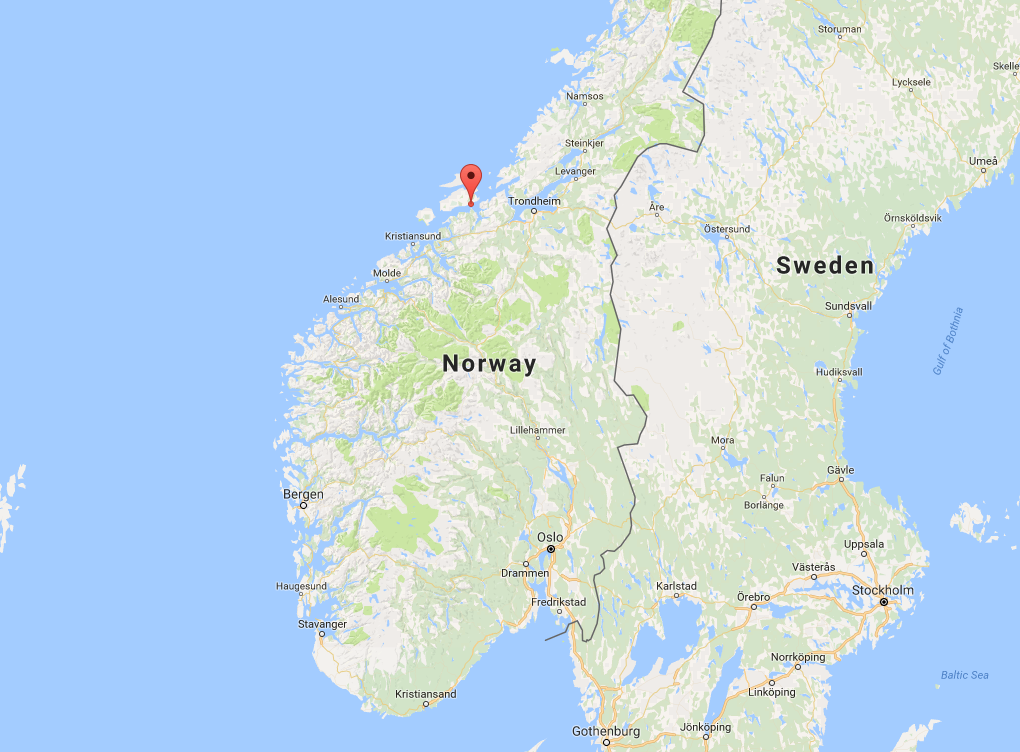 Storuman
Skelle
Lycksele
Namsos
Steinkjer
Umeå
Levanger
Trondheim
Åre
Örnsköldsvik
Östersund
Kristiansund
Sweden
Molde
Alesund
Sundsvall
Gulf of Bothnia
Norway
Hudiksvall
Lillehammer
Mora
Gävle
Falun
Bergen
Borlänge
Oslo
Uppsala
Drammen
Västerås
Haugesund
Karlstad
Stockholm
Örebro
Fredrikstad
Stavanger
Norrköping
Baltic Sea
Linköping
Kristiansand
Jönköping
Gothenburg